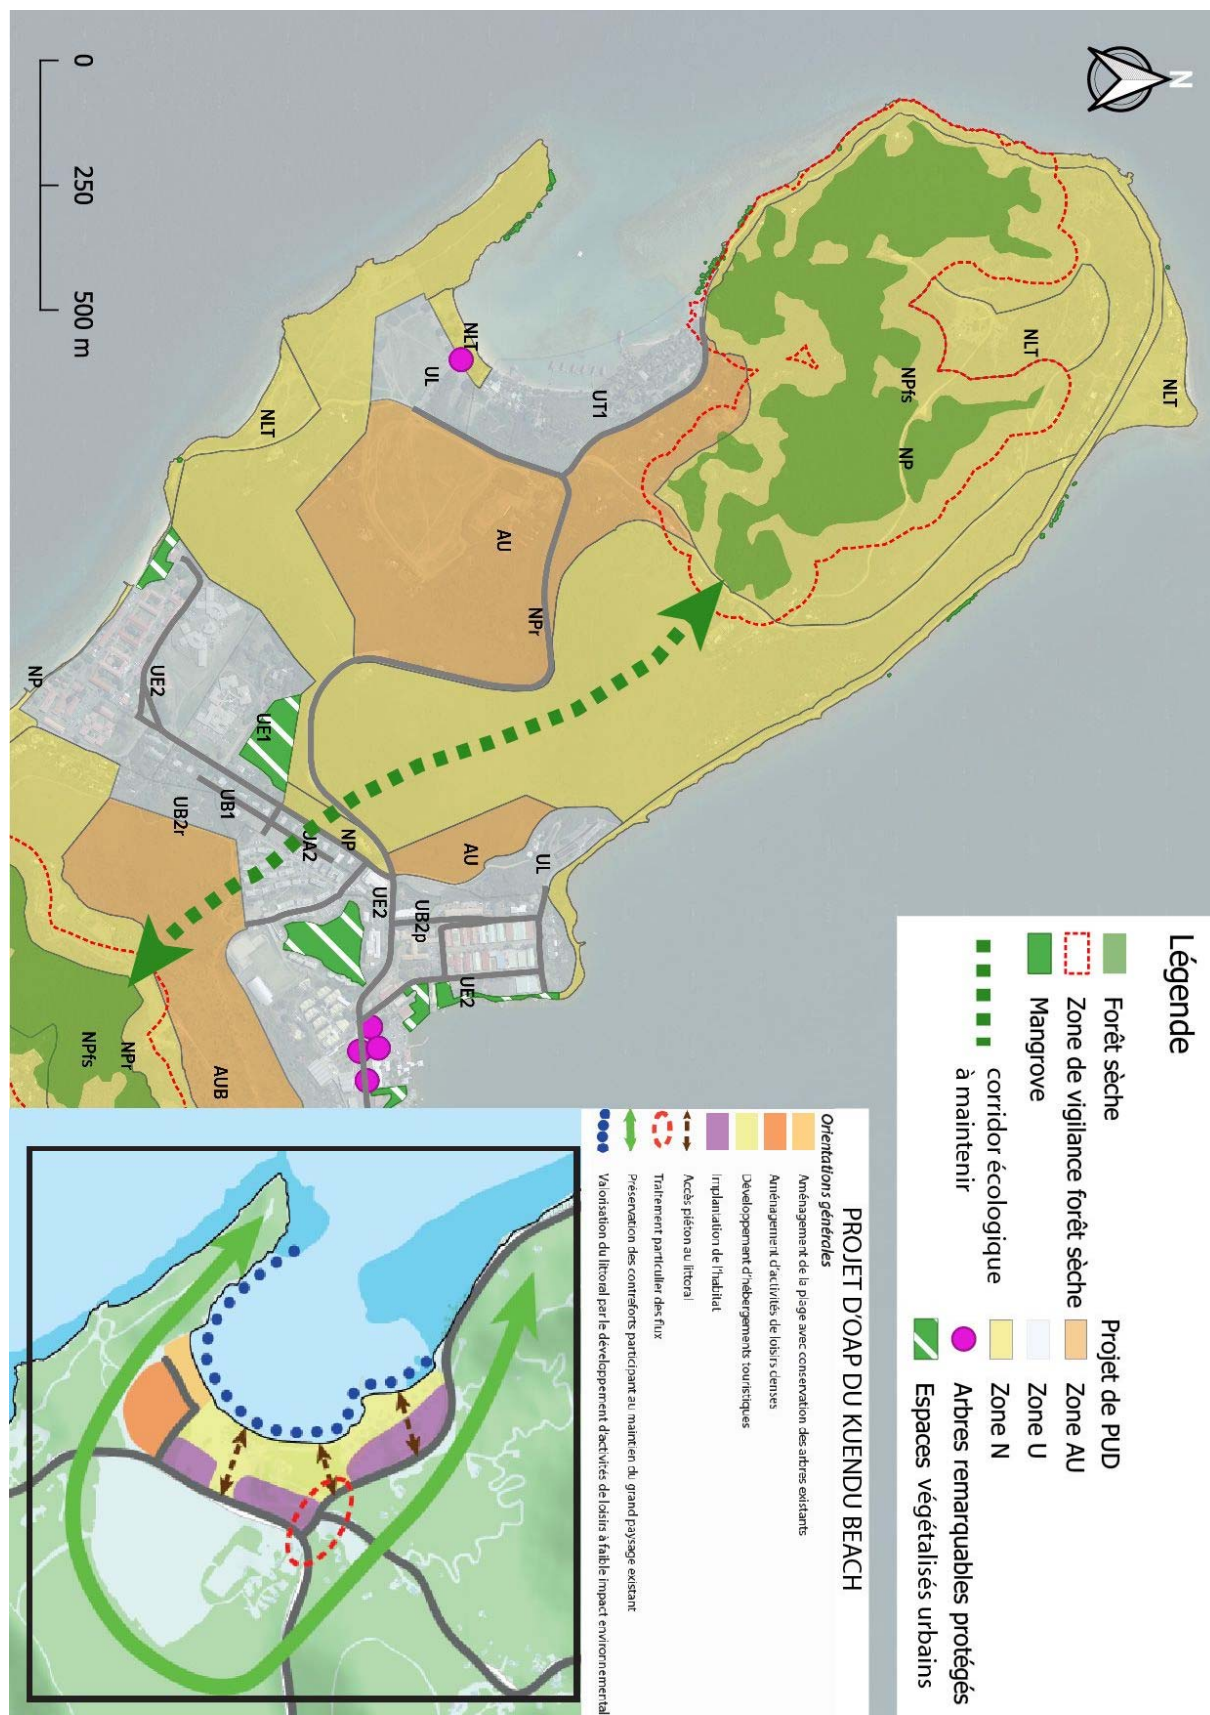 N
0
250
500 m
NLT
NLT
NPfs
NP
NLT
UL
UT1
NLT
AU
NPr
NP
UE2
UE1
UB1
UB2r
UA2
NP
AU
UL
UE2
UB2p
UE2
NPfs
NPr
AUB
Légende
Forêt sèche
Zone de vigilance forêt sèche
Mangrove
corridor écologique
à maintenir
Projet de PUD
Zone AU
Zone U
Zone N
Arbres remarquables protégés
Espaces végétalisés urbains
PROJET D'OAP DU KUENDU BEACH
Orientations générales
Aménagement de la plage avec conservation des arbres existants
Aménagement d'activités de loisirs denses
Développement d'hébergements touristiques
Implantation de l'habitat
Accès piéton au littoral
Traitement particulier des flux
Préservation des contreforts participant au maintien du grand paysage existant
Valorisation du littoral par le développement d'activités de loisirs à faible impact environnemental